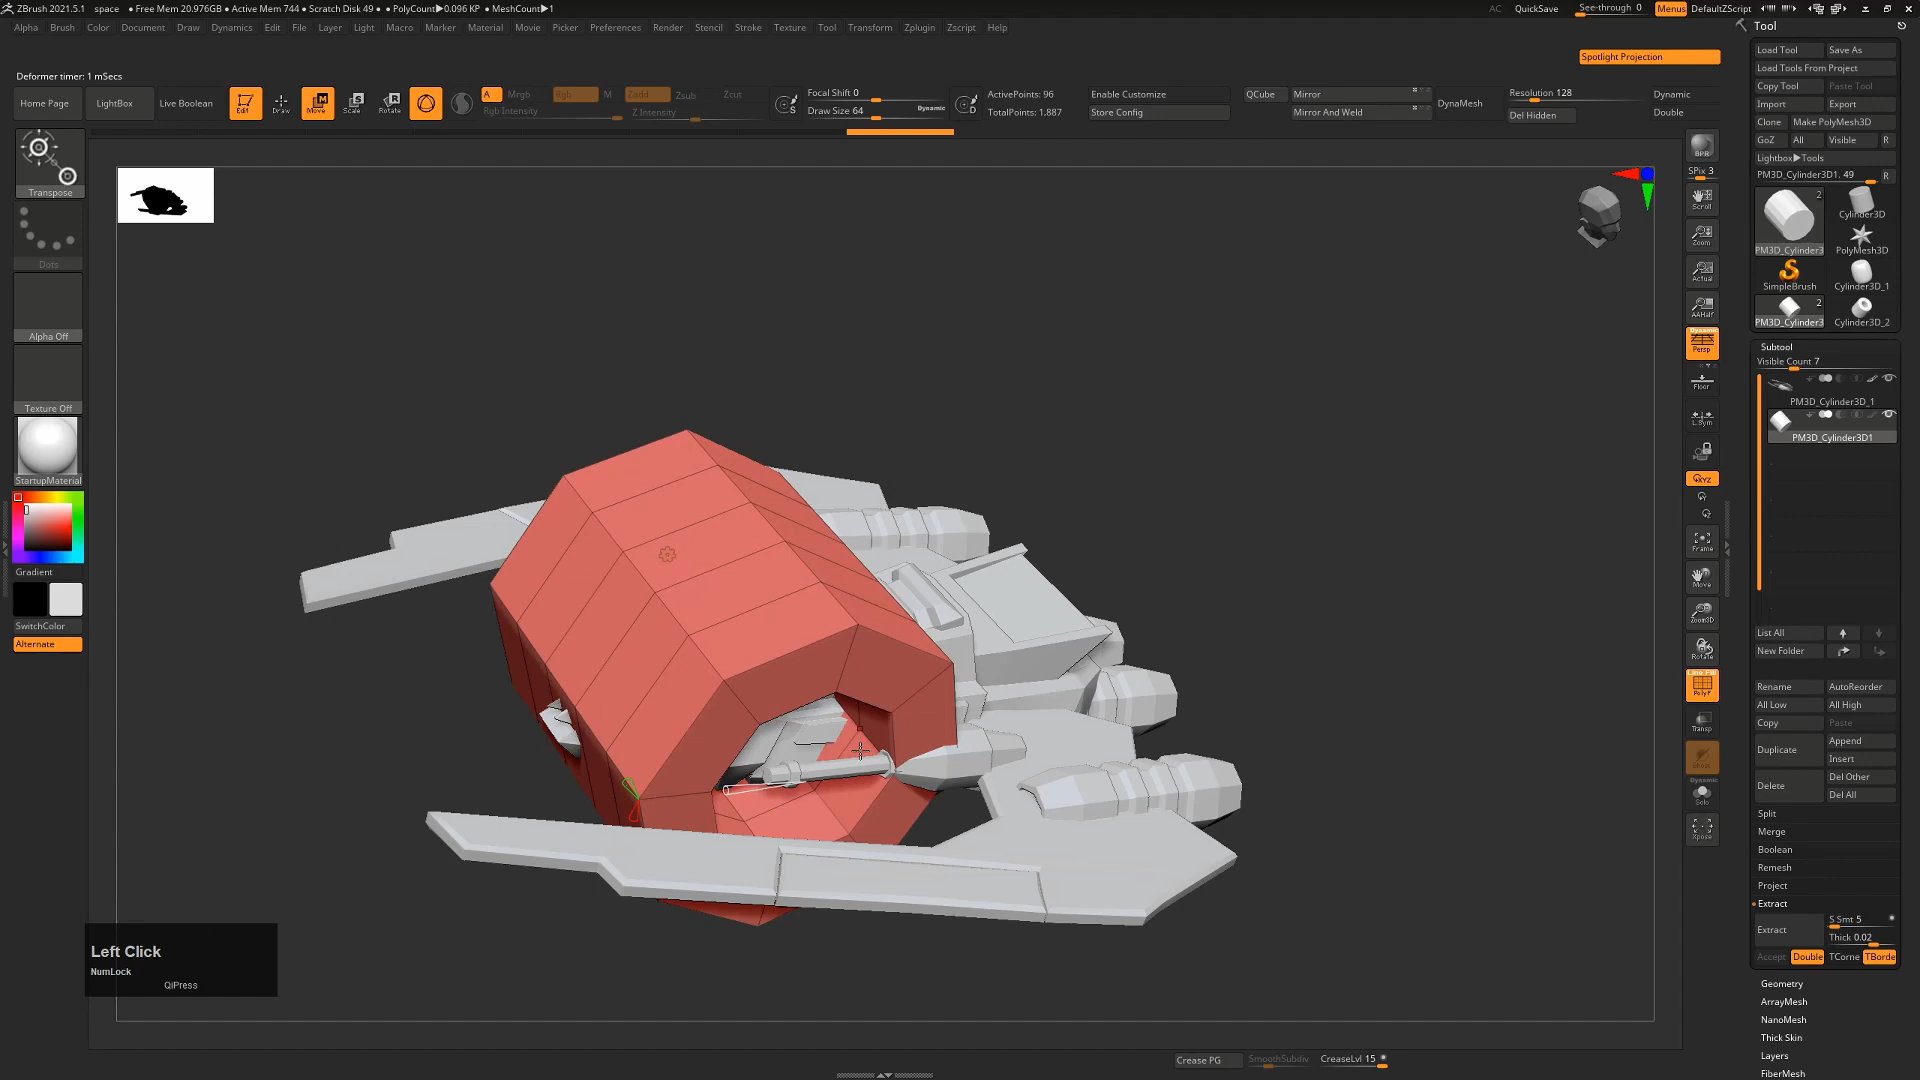 ZBrush 2021.5.1 space ● Free Mem 20.976GB ● Active Mem 744 ● Scratch Disk 49 ● PolyCount▶0.096 KP ● MeshCount▶1
AC QuickSave See-through 0 Menus DefaultZScript
Alpha Brush Color Document Draw Dynamics Edit File Layer Light Macro Marker Material Movie Picker Preferences Render Stencil Stroke Texture Tool Transform Zplugin Zscript Help
Tool
Spotlight Projection
Deformer timer: 1 mSecs
Home Page LightBox Live Boolean Edit Draw Move Scale Rotate
A Mrgb Rgb M Zadd Zsub Zcut
Rgb Intensity Z Intensity
Focal Shift 0
Draw Size 64 Dynamic
S D
ActivePoints: 96
TotalPoints: 1.887
Enable Customize
Store Config
QCube Mirror
Mirror And Weld
DynaMesh
Resolution 128
Del Hidden
Dynamic
Double
Transpose
Dots
Alpha Off
Texture Off
StartupMaterial
Gradient
SwitchColor
Alternate
Left Click
NumLock
QiPress
BPR
SPix 3
Scroll
Zoom
Actual
AAHalf
Dynamic
Persp
Floor
L.Sym
XYZ
Frame
Move
Zoom3D
Rotate
Line Fill
PolyF
Transp
Ghost
Dynamic
Solo
Xpose
Load Tool Save As
Load Tools From Project
Copy Tool Paste Tool
Import Export
Clone Make PolyMesh3D
GoZ All Visible R
Lightbox▶Tools
PM3D_Cylinder3D1. 49 R
2
Cylinder3D
PM3D_Cylinder3 PolyMesh3D
SimpleBrush Cylinder3D_1
2
PM3D_Cylinder3 Cylinder3D_2
Subtool
Visible Count 7
PM3D_Cylinder3D_1
PM3D_Cylinder3D1
List All
New Folder
Rename AutoReorder
All Low All High
Copy Paste
Duplicate Append
Insert
Delete Del Other
Del All
Split
Merge
Boolean
Remesh
Project
Extract
Extract S Smt 5
Thick 0.02
Accept Double TCorne TBorde
Geometry
ArrayMesh
NanoMesh
Thick Skin
Layers
FiberMesh
Crease PG SmoothSubdiv CreaseLvl 15